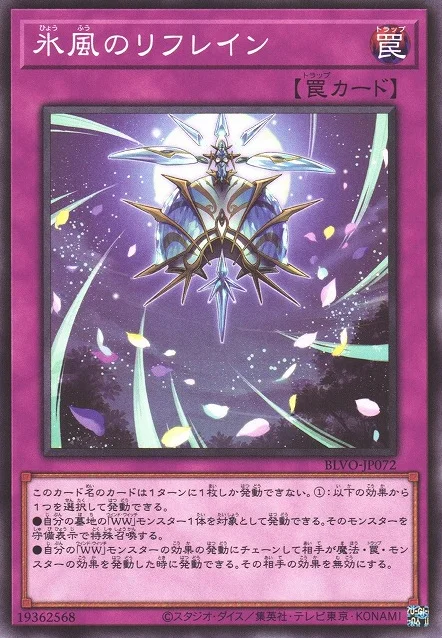 氷風のリフレイン
罠
【罠カード】
BLVO-JP072
このカード名のカードは1ターンに1枚しか発動できない。①:以下の効果から
1つを選択して発動できる。
●自分の墓地の「WW」モンスター1体を対象として発動できる。そのモンスターを
守備表示で特殊召喚する。
●自分の「WW」モンスターの効果の発動にチェーンして相手が魔法・罠・モン
スターの効果を発動した時に発動できる。その相手の効果を無効にする。
19362568
©スタジオ・ダイス/集英社・テレビ東京・KONAMI